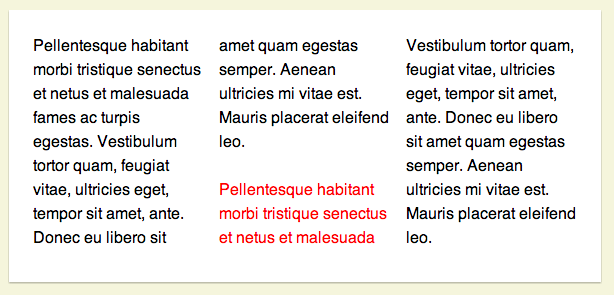 Pellentesque habitant
morbi tristique senectus
et netus et malesuada
fames ac turpis
egestas. Vestibulum
tortor quam, feugiat
vitae, ultricies eget,
tempor sit amet, ante.
Donec eu libero sit
amet quam egestas
semper. Aenean
ultricies mi vitae est.
Mauris placerat eleifend
leo.
Pellentesque habitant
morbi tristique senectus
et netus et malesuada
Vestibulum tortor quam,
feugiat vitae, ultricies
eget, tempor sit amet,
ante. Donec eu libero
sit amet quam egestas
semper. Aenean
ultricies mi vitae est.
Mauris placerat eleifend
leo.